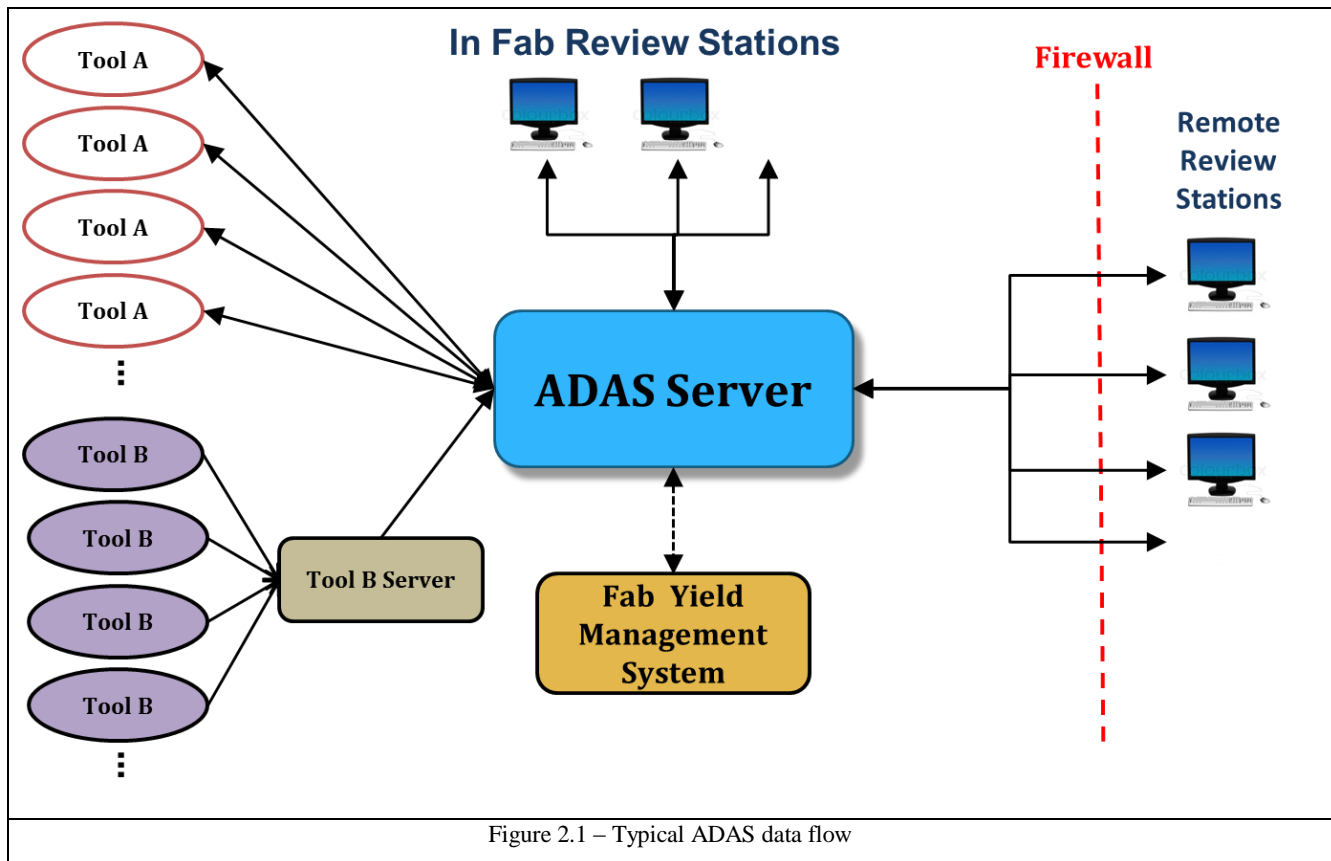 In Fab Review Stations
Firewall
Remote
Review
Stations
Tool A
Tool A
Tool A
Tool A
...
Tool B
Tool B
Tool B
Tool B
...
Tool B Server
ADAS Server
Fab Yield
Management
System
Figure 2.1 – Typical ADAS data flow